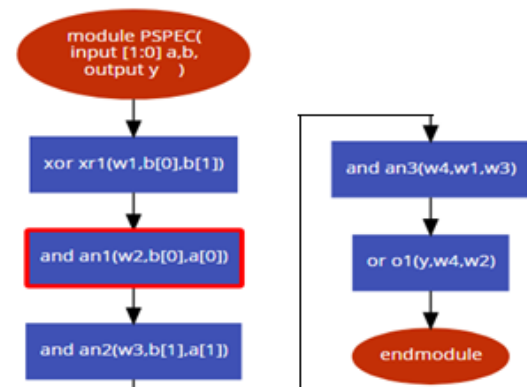 module PSPEC(
input [1:0] a,b,
output y )
xor xr1(w1,b[0],b[1])
and an1(w2,b[0],a[0])
and an2(w3,b[1],a[1])
and an3(w4,w1,w3)
or o1(y,w4,w2)
endmodule